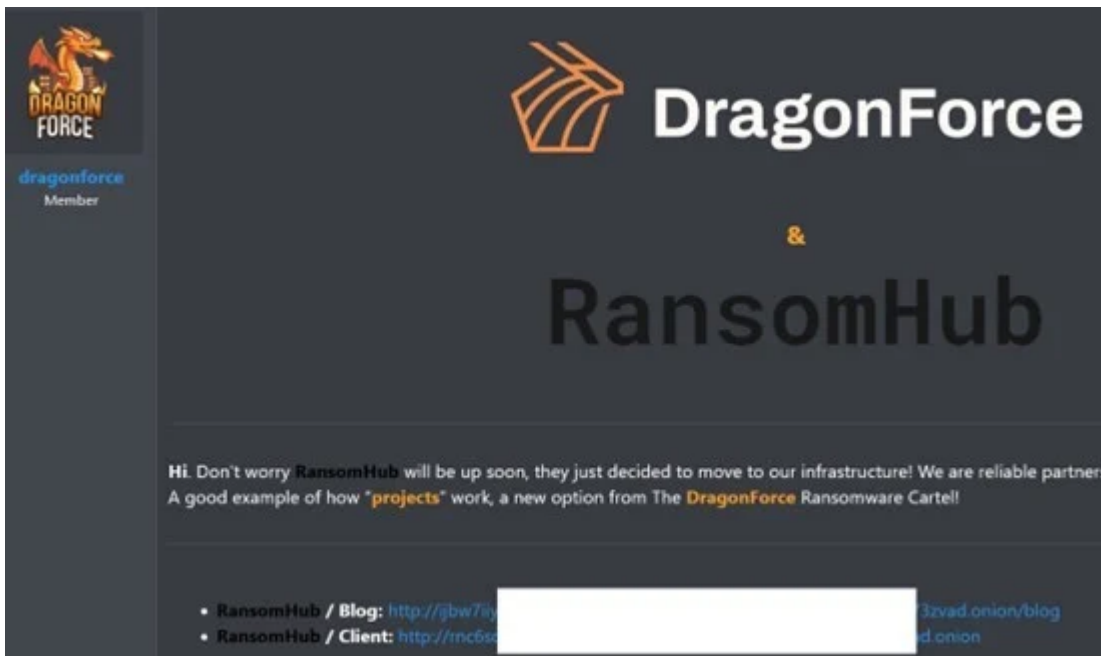 DRAGON
FORCE
dragonforce
Member
DragonForce
&
RansomHub
Hi. Don't worry RansomHub will be up soon, they just decided to move to our infrastructure! We are reliable partner
A good example of how "projects" work, a new option from The DragonForce Ransomware Cartel!
• RansomHub / Blog: http://ijbw7iiy 3zvad.onion/blog
• RansomHub / Client: http://rnc6s d.onion